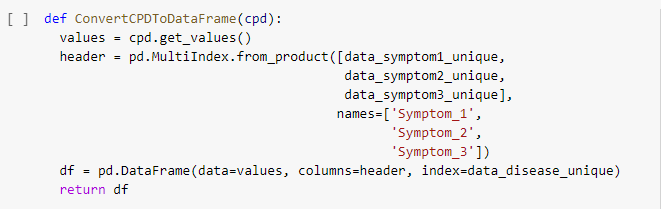 [ ] def ConvertCPDToDataFrame(cpd):
values = cpd.get_values()
header = pd.MultiIndex.from_product([data_symptom1_unique,
data_symptom2_unique,
data_symptom3_unique],
names=['Symptom_1',
'Symptom_2',
'Symptom_3'])
df = pd.DataFrame(data=values, columns=header, index=data_disease_unique)
return df